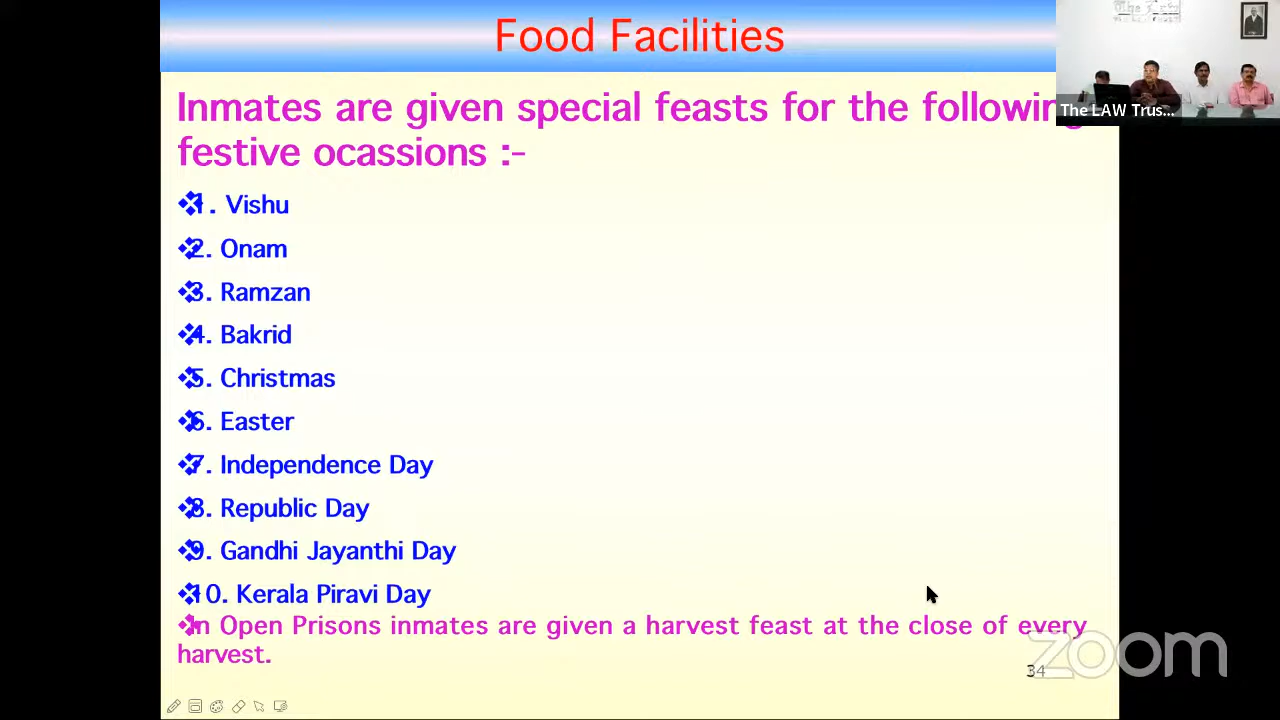 Food Facilities
Inmates are given special feasts for the following
festive ocassions :-
❖1. Vishu
❖2. Onam
❖3. Ramzan
❖4. Bakrid
❖5. Christmas
❖6. Easter
❖7. Independence Day
❖8. Republic Day
❖9. Gandhi Jayanthi Day
❖10. Kerala Piravi Day
❖In Open Prisons inmates are given a harvest feast at the close of every
harvest.
34
The LAW Trus...
zoom